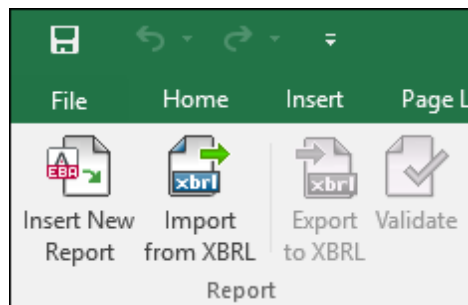 File Home Insert Page L
A
EBA
xbrl
xbrl
Insert New Import Export Validate
Report from XBRL to XBRL
Report